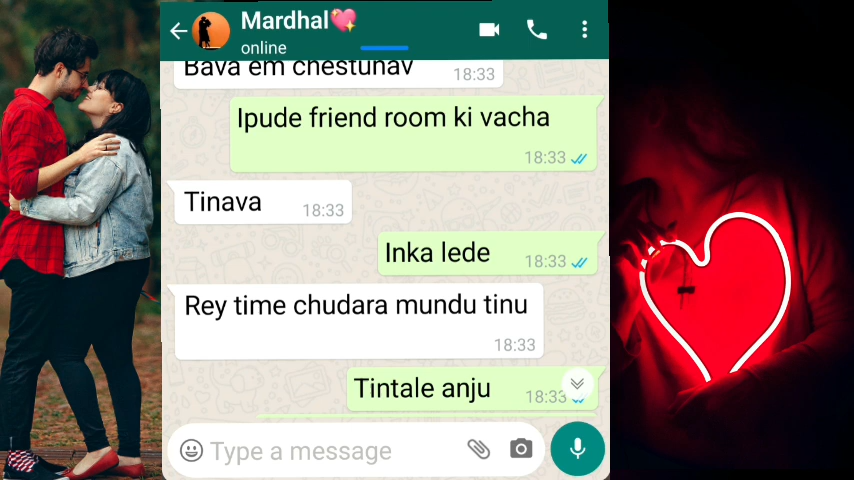 Mardhal💖
online
Bava em chestunav
18:33
Ipude friend room ki vacha
18:33
Tinava
18:33
Inka lede
18:33
Rey time chudara mundu tinu
18:33
Tintale anju
18:33
Type a message